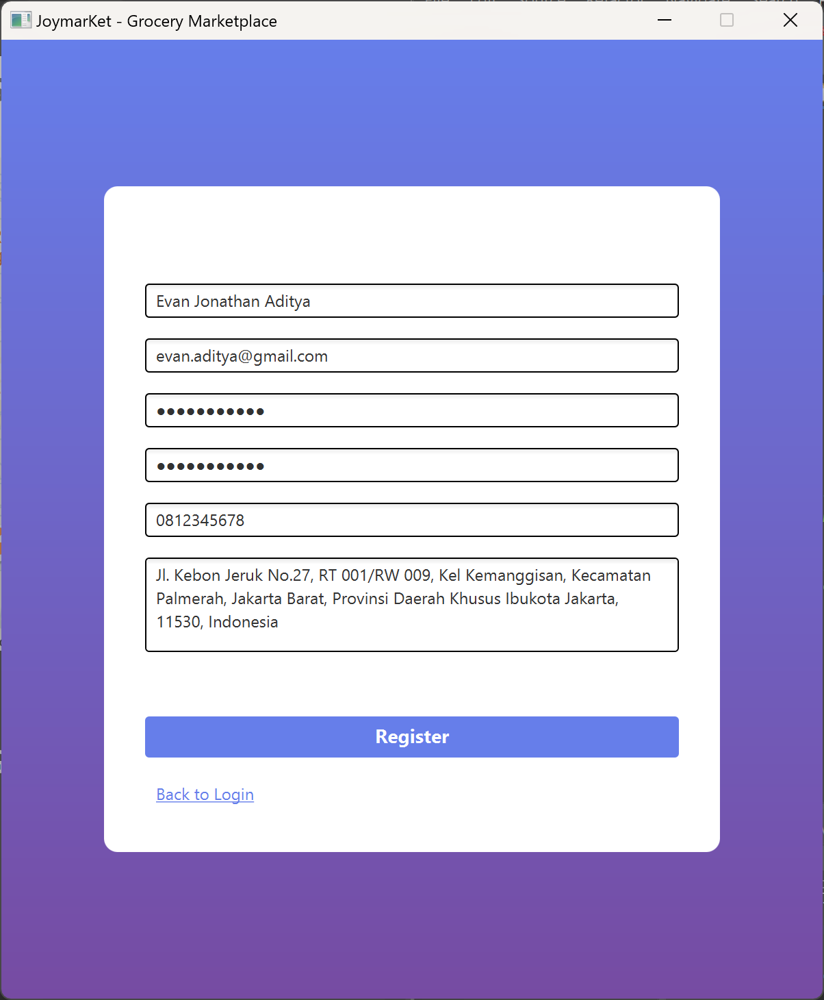 JoymarKet - Grocery Marketplace
Evan Jonathan Aditya
evan.aditya@gmail.com
●●●●●●●●●●●
●●●●●●●●●●●
0812345678
Jl. Kebon Jeruk No.27, RT 001/RW 009, Kel Kemanggisan, Kecamatan
Palmerah, Jakarta Barat, Provinsi Daerah Khusus Ibukota Jakarta,
11530, Indonesia
Register
Back to Login